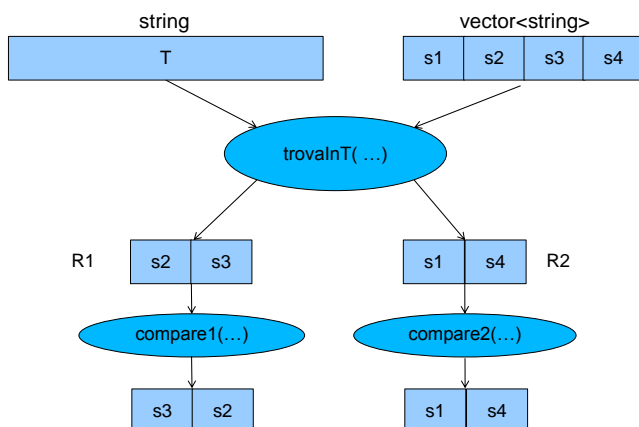 string vector<string>
T s1 s2 s3 s4
trovaInT( …)
R1 s2 s3 s1 s4 R2
compare1(…) compare2(…)
s3 s2 s1 s4